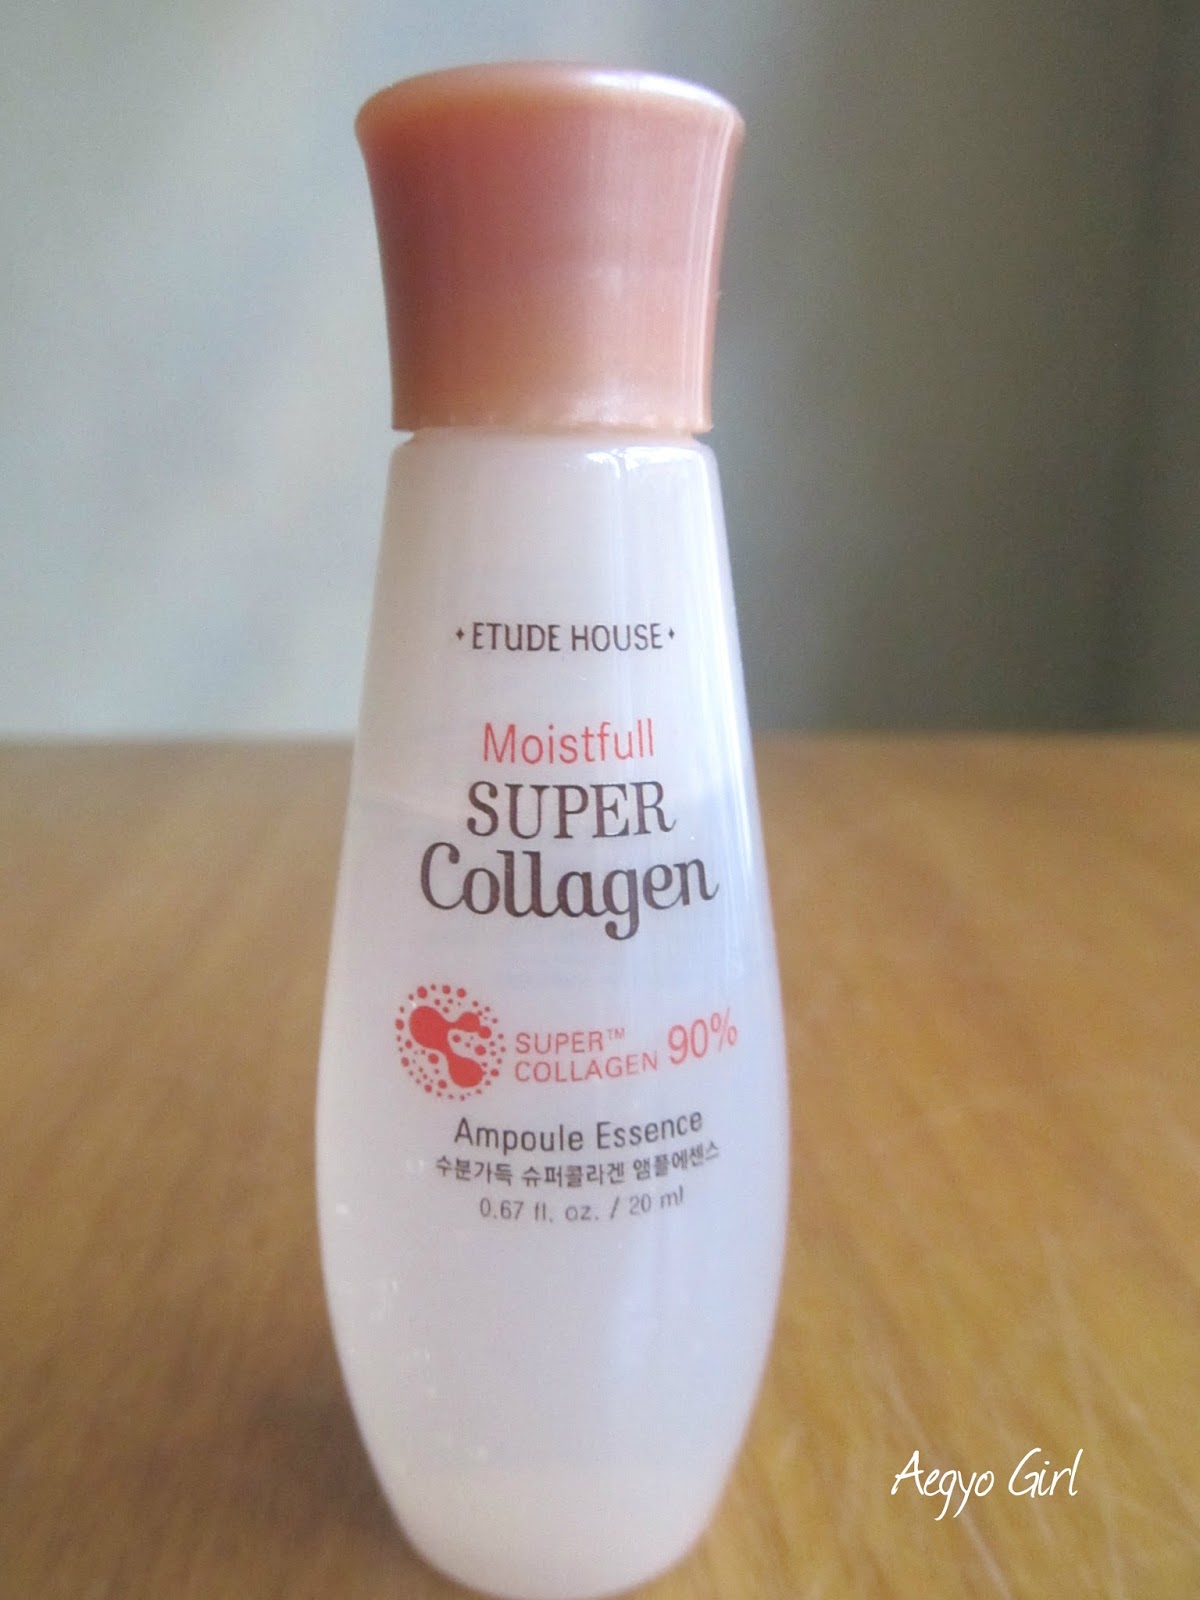 ·ETUDE HOUSE·
Moistfull
SUPER
Collagen
SUPER™
COLLAGEN 90%
Ampoule Essence
수분가득 슈퍼콜라겐 앰플에센스
0.67 fl. oz. / 20 ml
Aegyo Girl